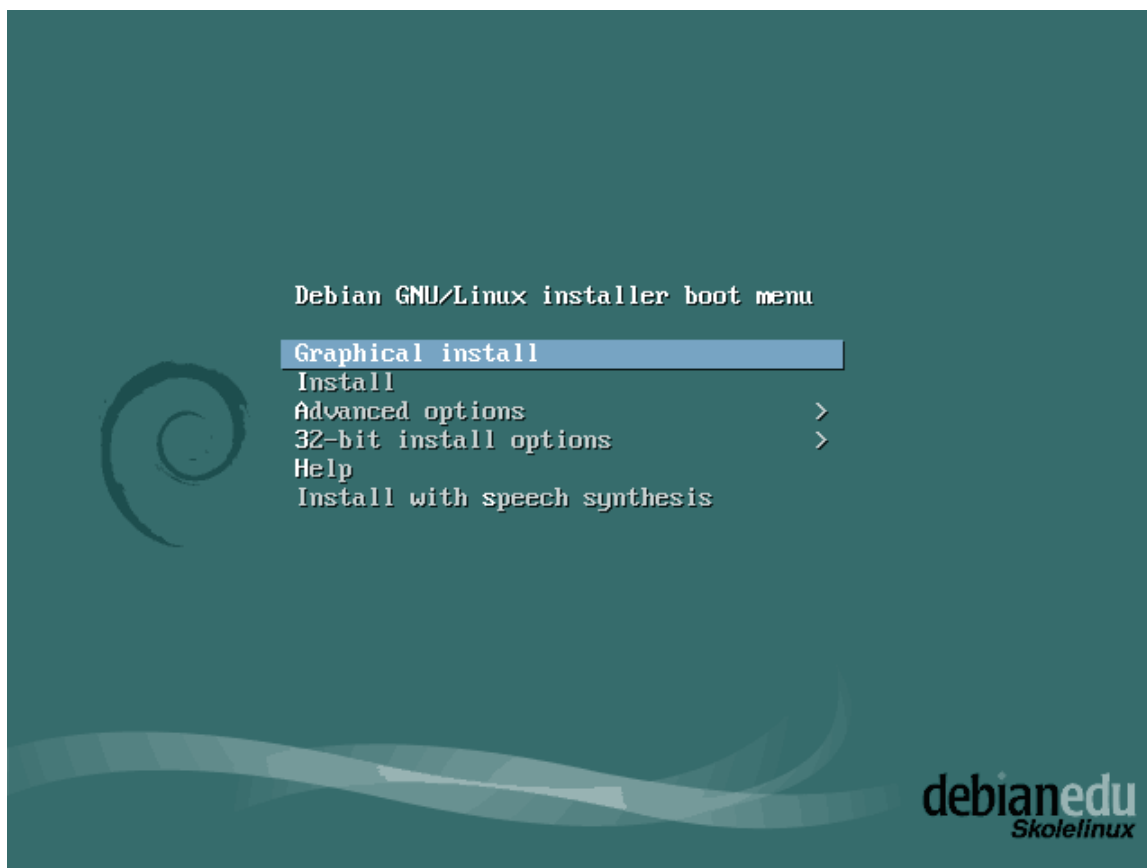 Debian GNU/Linux installer boot menu
Graphical install
Install
Advanced options >
32-bit install options >
Help
Install with speech synthesis
debianedu
Skolelinux